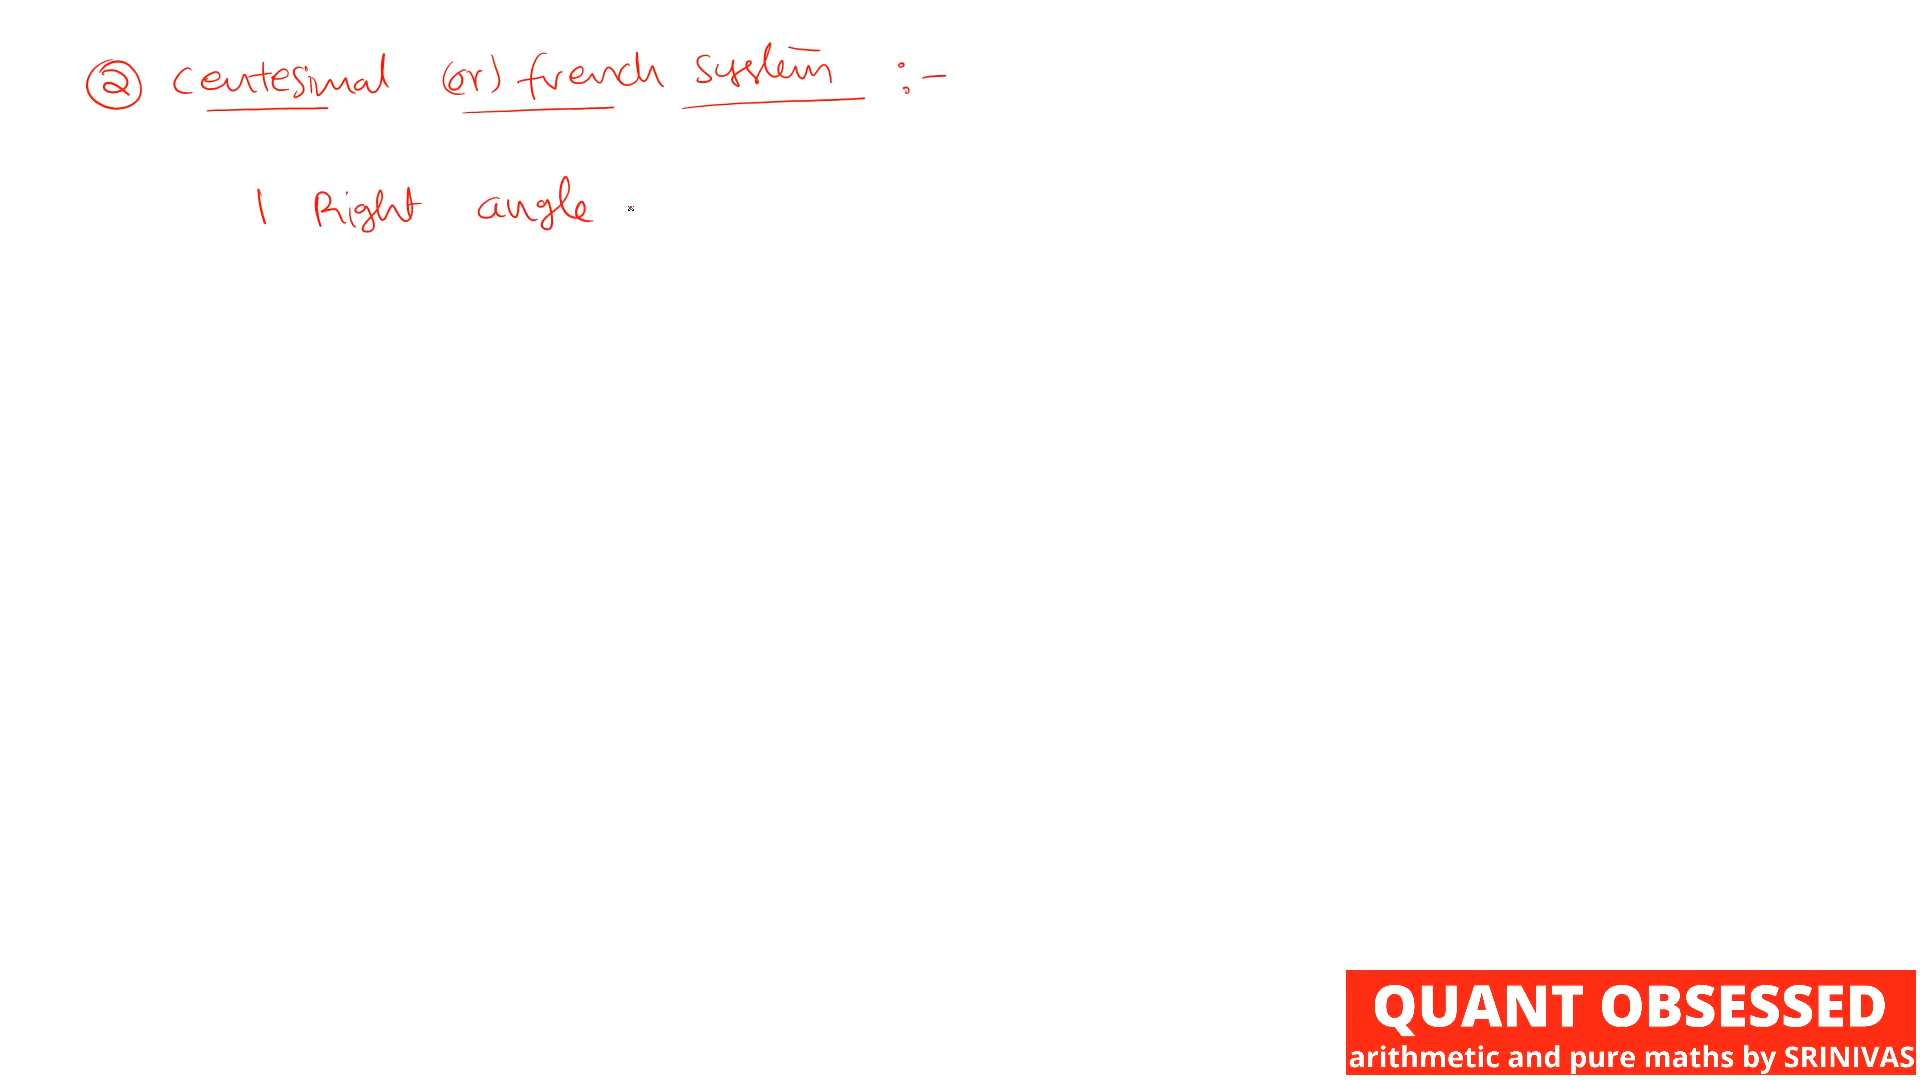 ② centesimal (or) french system :-
1 Right angle
QUANT OBSESSED
arithmetic and pure maths by SRINIVAS